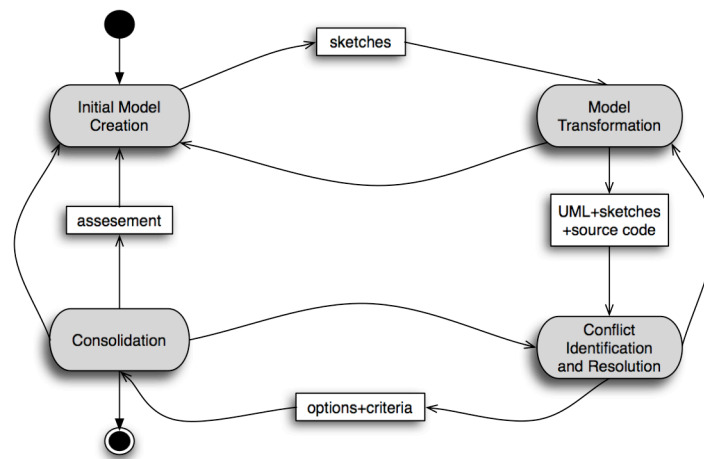 sketches
Initial Model
Creation
Model
Transformation
assesement
UML+sketches
+source code
Consolidation
Conflict
Identification
and Resolution
options+criteria